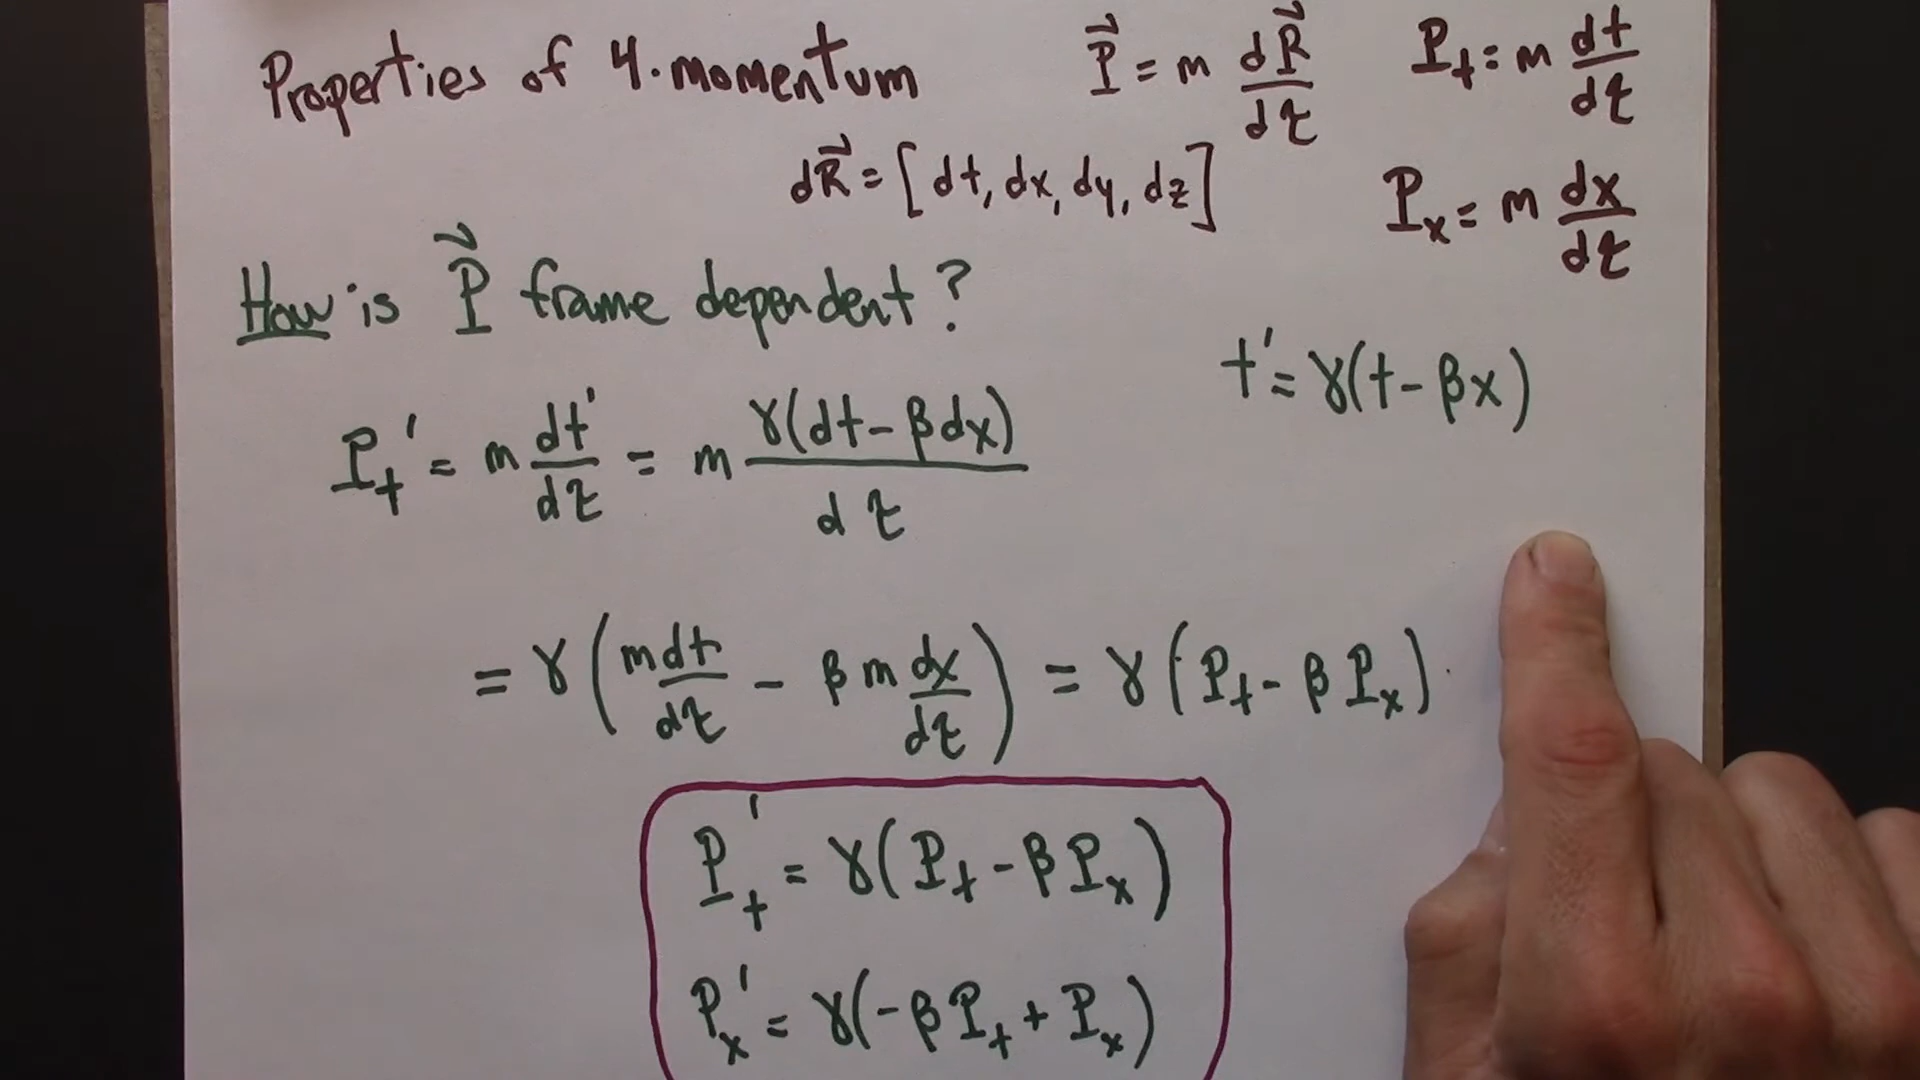 Properties of 4-momentum
P⃗ = m dR⃗/dτ
P_t = m dt/dτ
dR⃗ = [dt, dx, dy, dz]
P_x = m dx/dτ
How is P⃗ frame dependent?
t' = γ(t - βx)
P_t' = m dt'/dτ = m γ(dt - βdx)/dτ
= γ(m dt/dτ - βm dx/dτ) = γ(P_t - βP_x).
P_t' = γ(P_t - βP_x)
P_x' = γ(-βP_t + P_x)